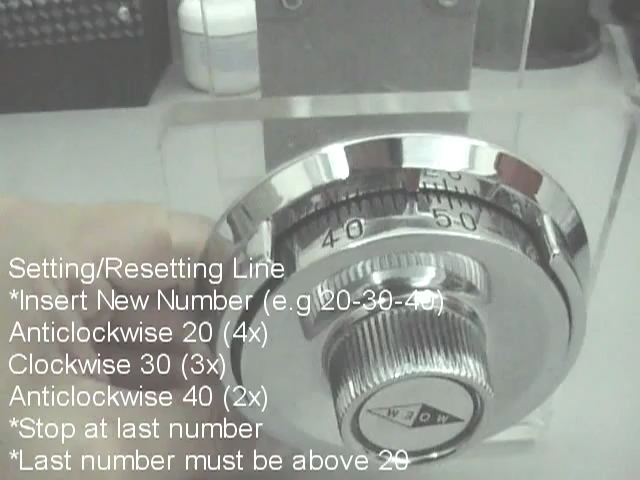 40 50
WROW
Setting/Resetting Line
*Insert New Number (e.g 20-30-40)
Anticlockwise 20 (4x)
Clockwise 30 (3x)
Anticlockwise 40 (2x)
*Stop at last number
*Last number must be above 20